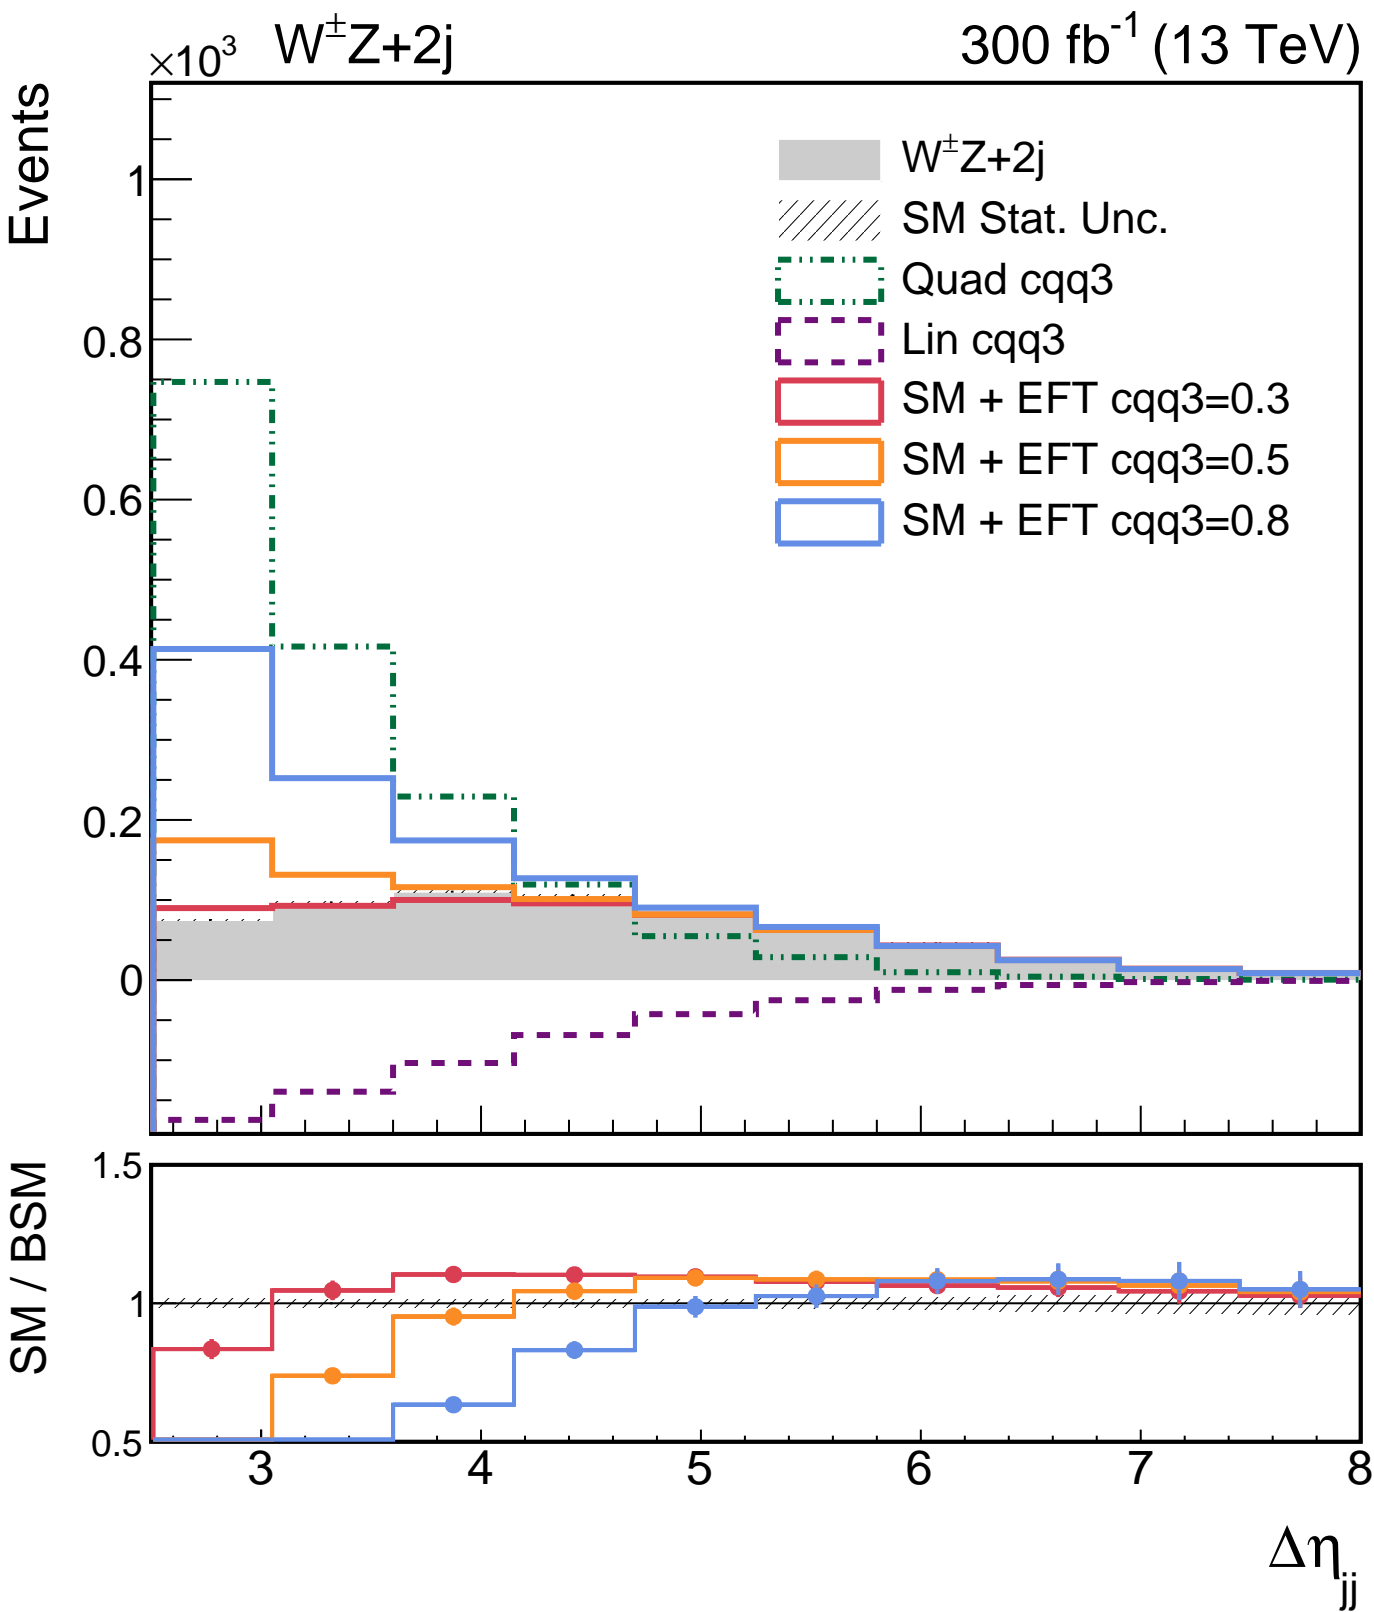 ×10³ W±Z+2j 300 fb⁻¹ (13 TeV)
Events
W±Z+2j
SM Stat. Unc.
Quad cqq3
Lin cqq3
SM + EFT cqq3=0.3
SM + EFT cqq3=0.5
SM + EFT cqq3=0.8
1
0.8
0.6
0.4
0.2
0
SM / BSM
1.5
1
0.5
3 4 5 6 7 8
Δηjj